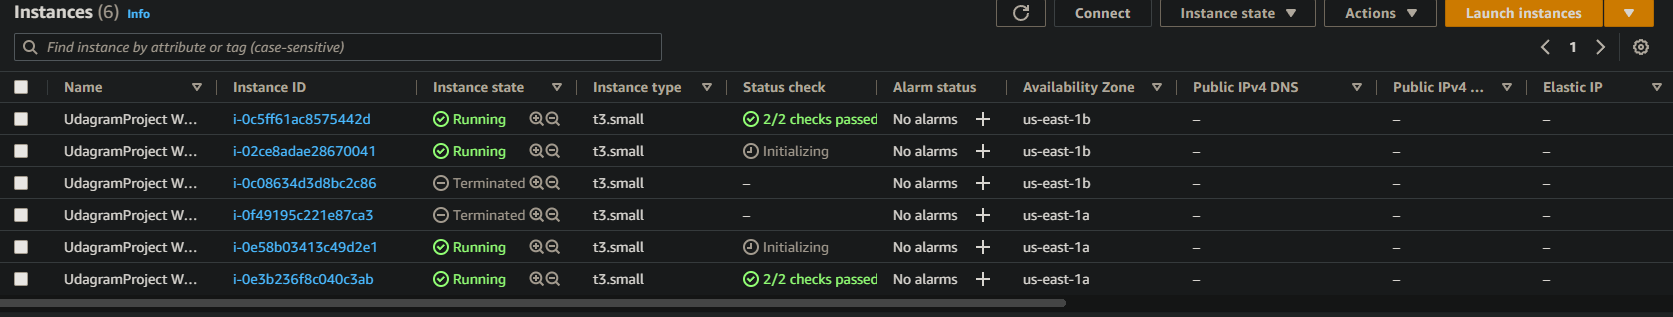 Instances (6) Info Connect Instance state Actions Launch instances
Find instance by attribute or tag (case-sensitive) 1
Name Instance ID Instance state Instance type Status check Alarm status Availability Zone Public IPv4 DNS Public IPv4 ... Elastic IP
UdagramProject W... i-0c5ff61ac8575442d Running t3.small 2/2 checks passed No alarms + us-east-1b – – –
UdagramProject W... i-02ce8adae28670041 Running t3.small Initializing No alarms + us-east-1b – – –
UdagramProject W... i-0c08634d3d8bc2c86 Terminated t3.small – No alarms + us-east-1b – – –
UdagramProject W... i-0f49195c221e87ca3 Terminated t3.small – No alarms + us-east-1a – – –
UdagramProject W... i-0e58b03413c49d2e1 Running t3.small Initializing No alarms + us-east-1a – – –
UdagramProject W... i-0e3b236f8c040c3ab Running t3.small 2/2 checks passed No alarms + us-east-1a – – –